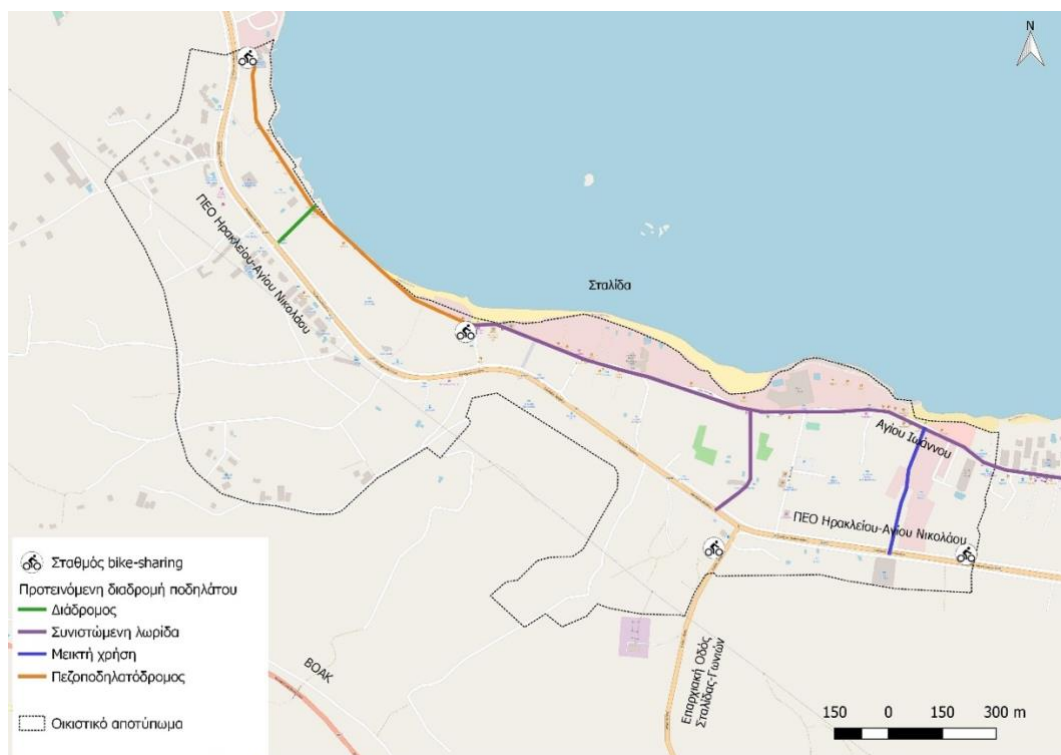 N
ΠΕΟ Ηρακλείου-Αγίου Νικολάου
Σταλίδα
Αγίου Ιωάννου
ΠΕΟ Ηρακλείου-Αγίου Νικολάου
Επαρχιακή Οδός
Σταλίδας-Γωνιών
ΒΟΑΚ
Σταθμός bike-sharing
Προτεινόμενη διαδρομή ποδηλάτου
Διάδρομος
Συνιστώμενη λωρίδα
Μεικτή χρήση
Πεζοποδηλατόδρομος
Οικιστικό αποτύπωμα
150 0 150 300 m